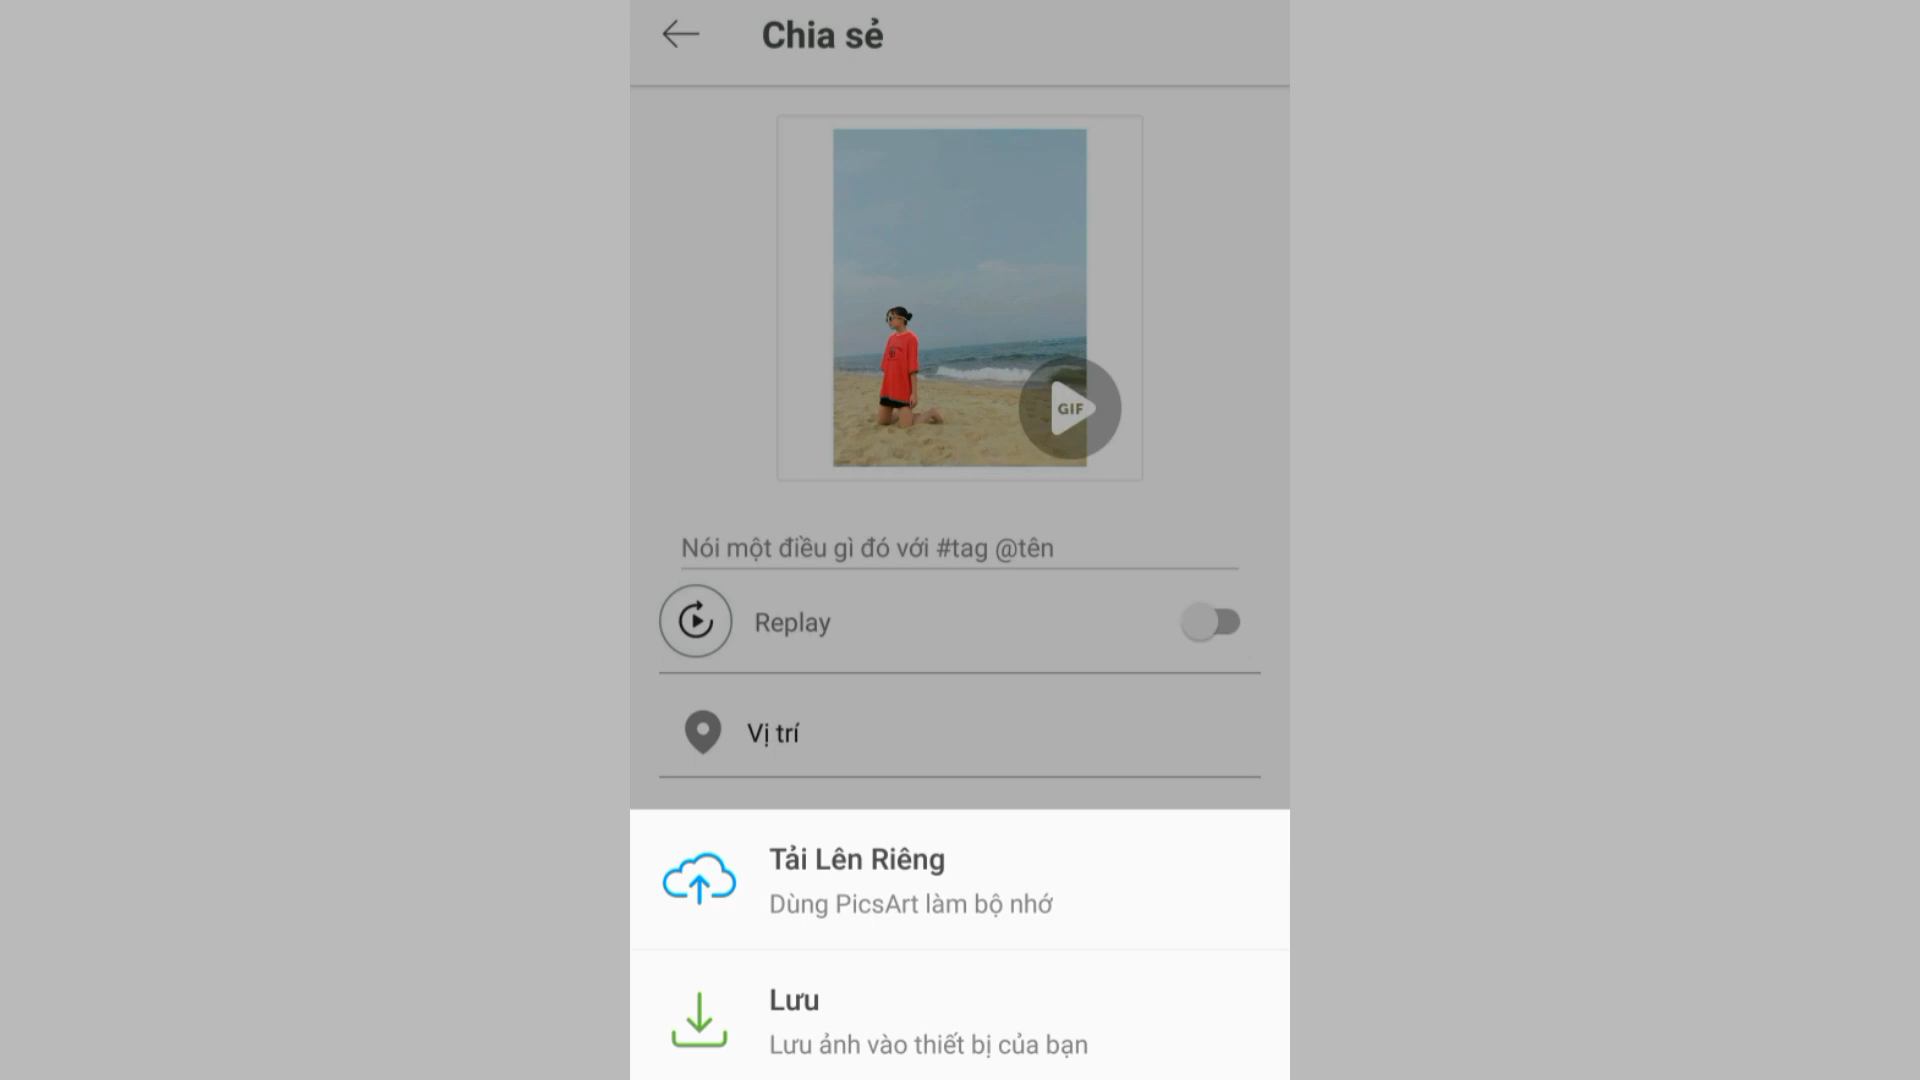 Chia sẻ
GIF
Nói một điều gì đó với #tag @tên
Replay
Vị trí
Tải Lên Riêng
Dùng PicsArt làm bộ nhớ
Lưu
Lưu ảnh vào thiết bị của bạn